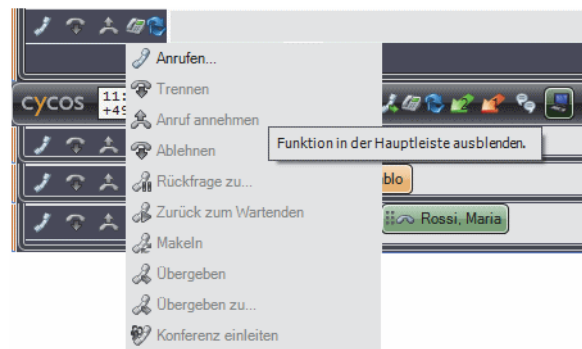 Anrufen...
Trennen
cycos 11:
+49
Anruf annehmen
Funktion in der Hauptleiste ausblenden.
Ablehnen
Rückfrage zu...
blo
Zurück zum Wartenden
Rossi, Maria
Makeln
Übergeben
Übergeben zu...
Konferenz einleiten